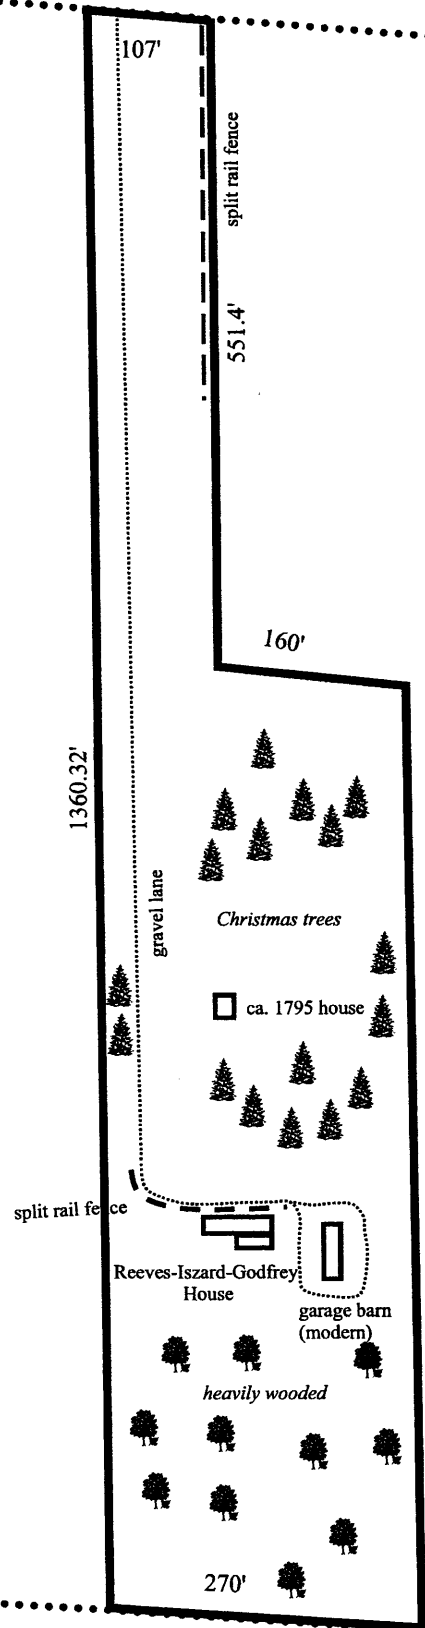 107'
split rail fence
551.4'
160'
1360.32'
gravel lane
Christmas trees
ca. 1795 house
split rail fence
Reeves-Iszard-Godfrey
House
garage barn
(modern)
heavily wooded
270'